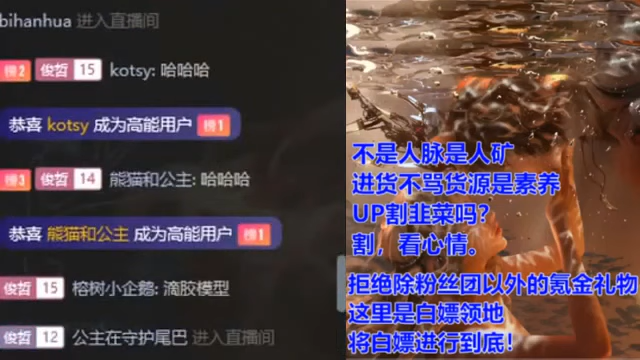 bihanhua 进入直播间
榜2 俊哲 15 kotsy: 哈哈哈
恭喜 kotsy 成为高能用户 榜1
榜3 俊哲 14 熊猫和公主: 哈哈哈
恭喜 熊猫和公主 成为高能用户 榜1
俊哲 15 榕树小企鹅: 滴胶模型
俊哲 12 公主在守护尾巴 进入直播间
不是人脉是人矿
进货不骂货源是素养
UP割韭菜吗?
割，看心情。
拒绝除粉丝团以外的氪金礼物
这里是白嫖领地
将白嫖进行到底!